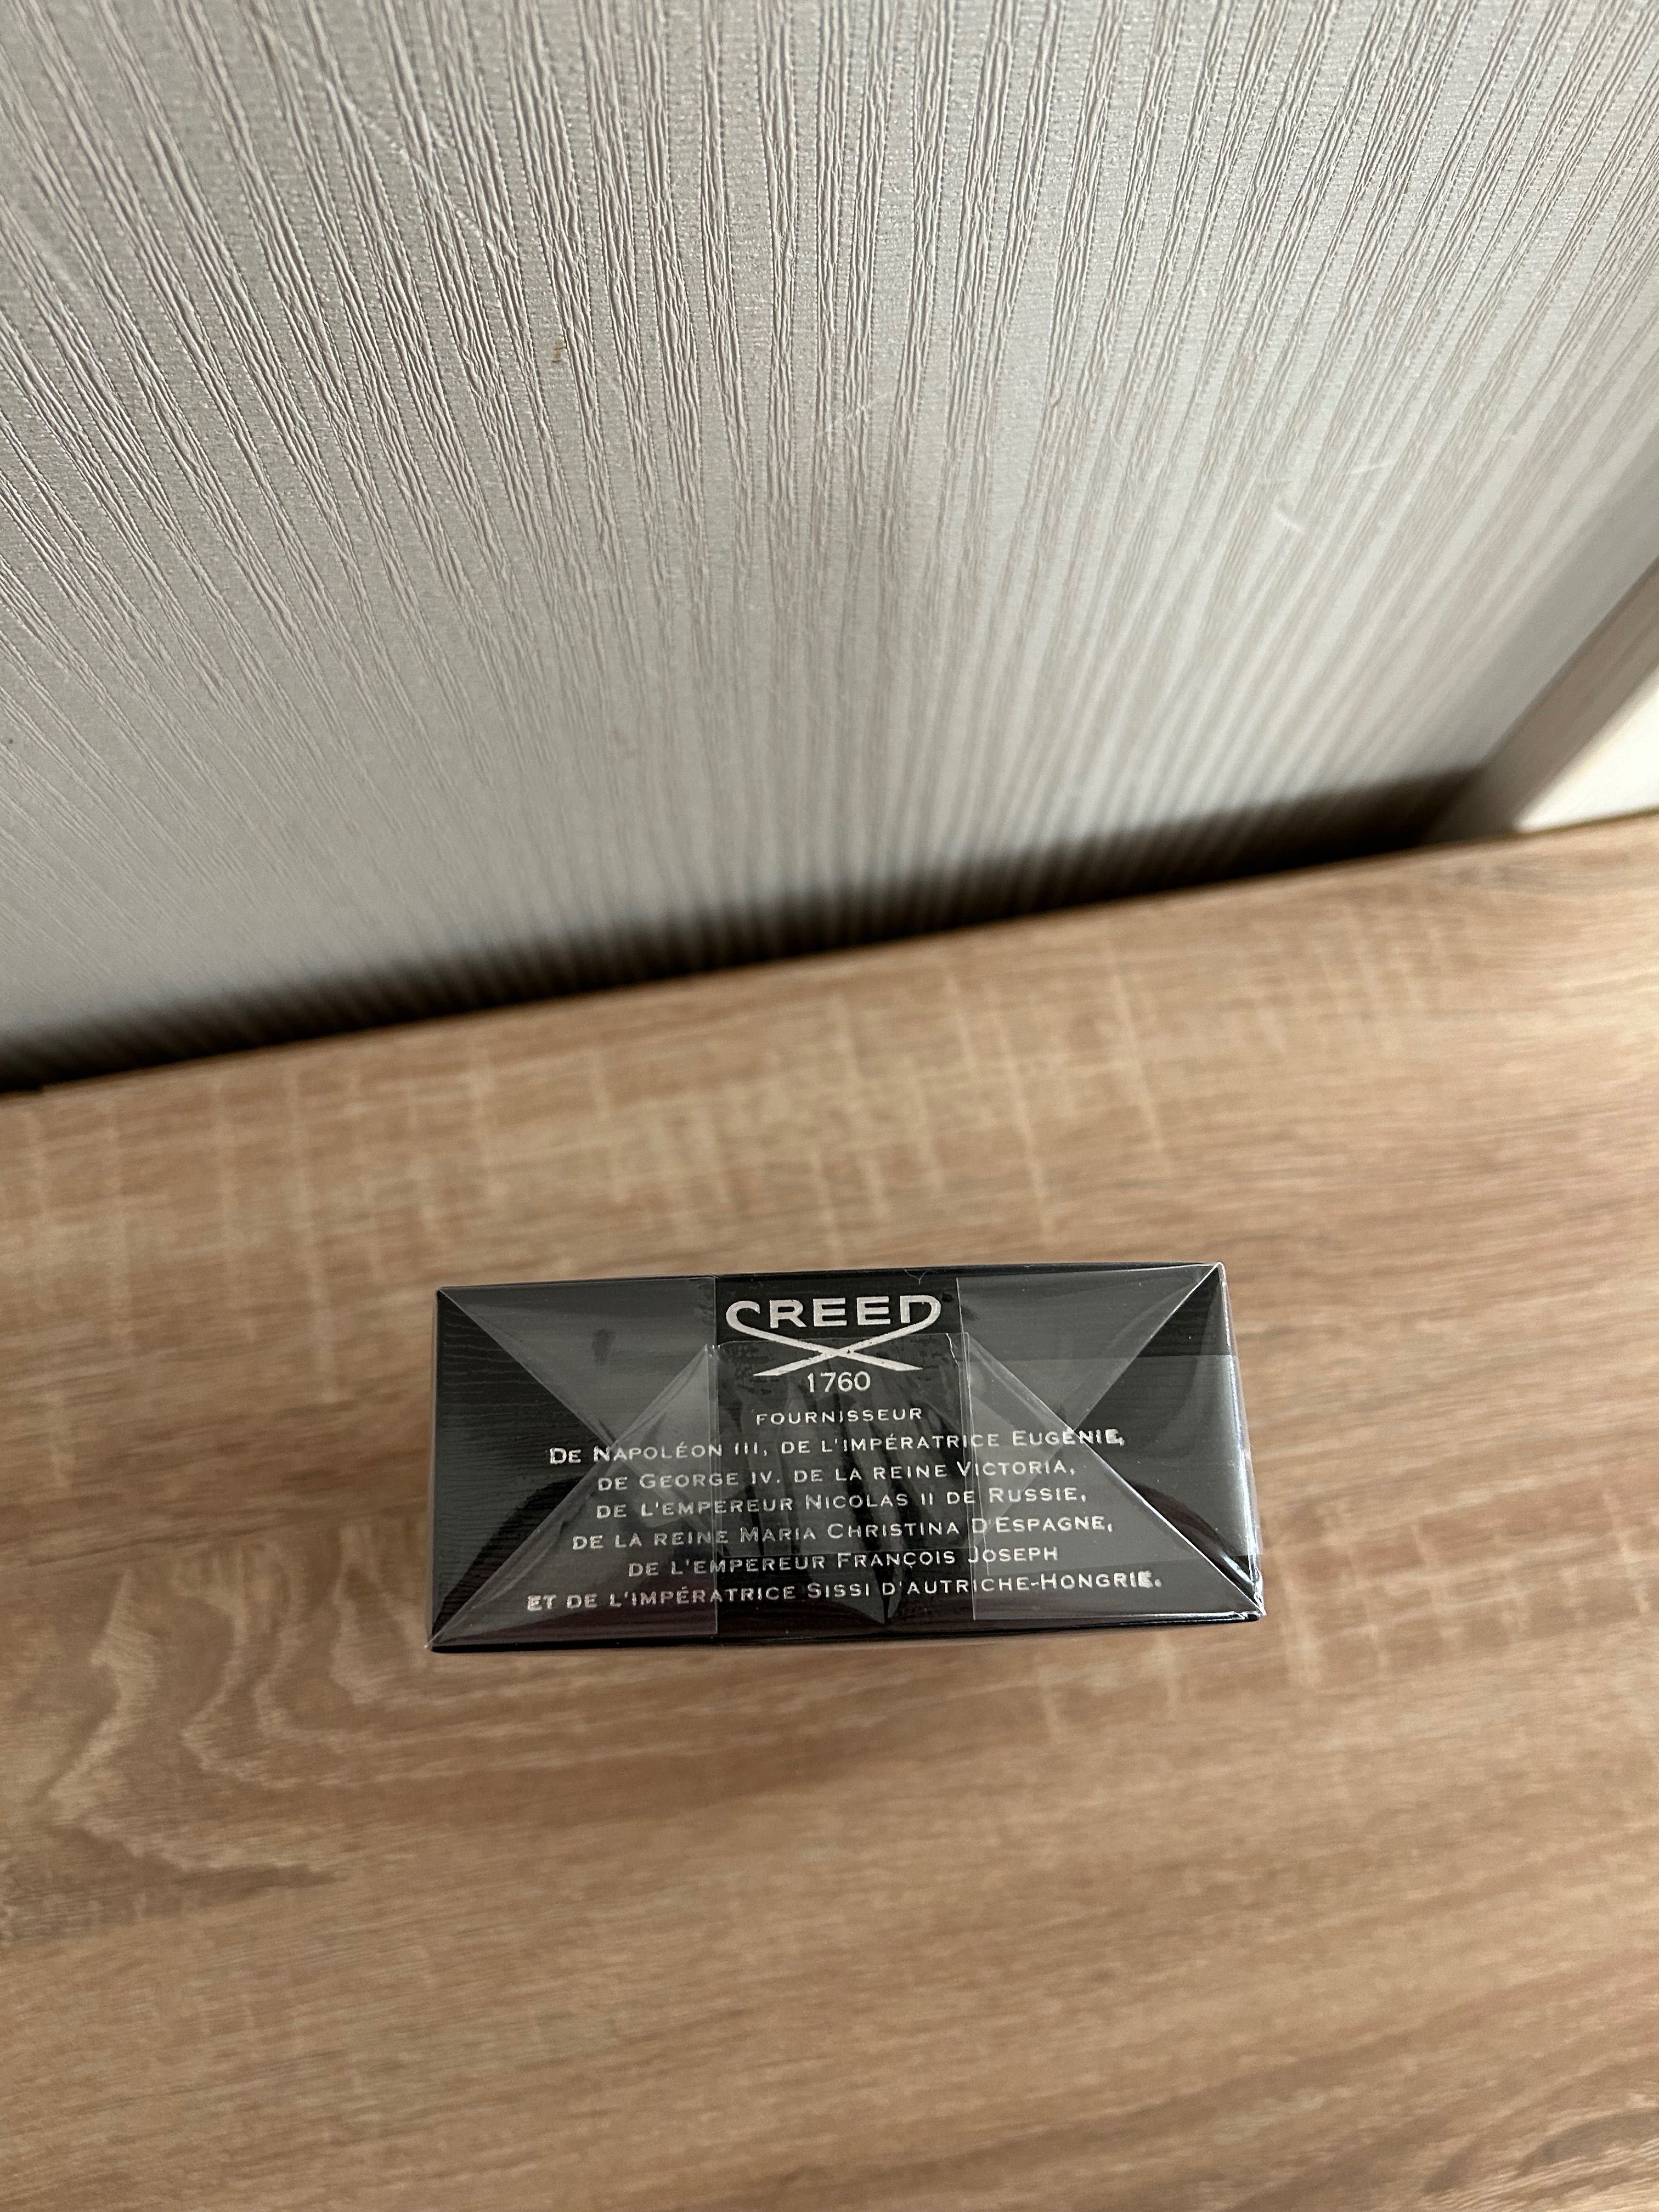 CREED
1760
FOURNISSEUR
DE NAPOLÉON III, DE L'IMPÉRATRICE EUGÉNIE,
DE GEORGE IV. DE LA REINE VICTORIA,
DE L'EMPEREUR NICOLAS II DE RUSSIE,
DE LA REINE MARIA CHRISTINA D'ESPAGNE,
DE L'EMPEREUR FRANÇOIS JOSEPH
ET DE L'IMPÉRATRICE SISSI D'AUTRICHE-HONGRIE.